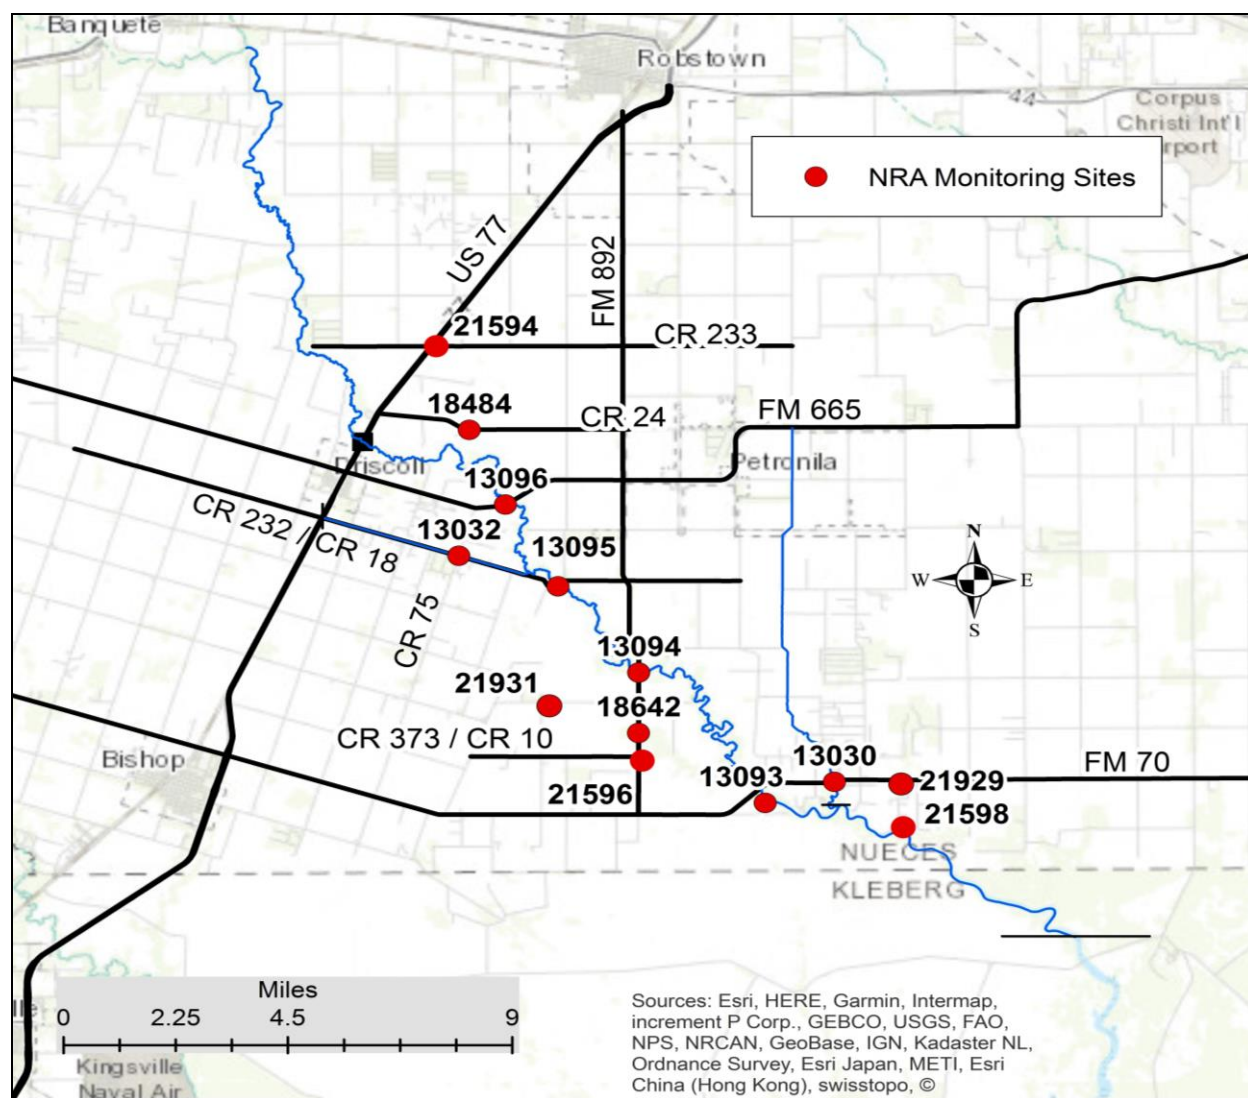 Banquete
Robstown
44
Corpus
Christi Int'l
Airport
NRA Monitoring Sites
US 77
77
FM 892
21594
CR 233
18484
CR 24
FM 665
Driscoll
13096
Petronila
CR 232 / CR 18
13032
13095
N
W
E
S
CR 75
13094
21931
18642
CR 373 / CR 10
Bishop
13030
FM 70
13093
21929
21596
21598
NUECES
KLEBERG
Miles
0 2.25 4.5 9
lle
Kingsville
Naval Air
Sources: Esri, HERE, Garmin, Intermap,
increment P Corp., GEBCO, USGS, FAO,
NPS, NRCAN, GeoBase, IGN, Kadaster NL,
Ordnance Survey, Esri Japan, METI, Esri
China (Hong Kong), swisstopo, ©